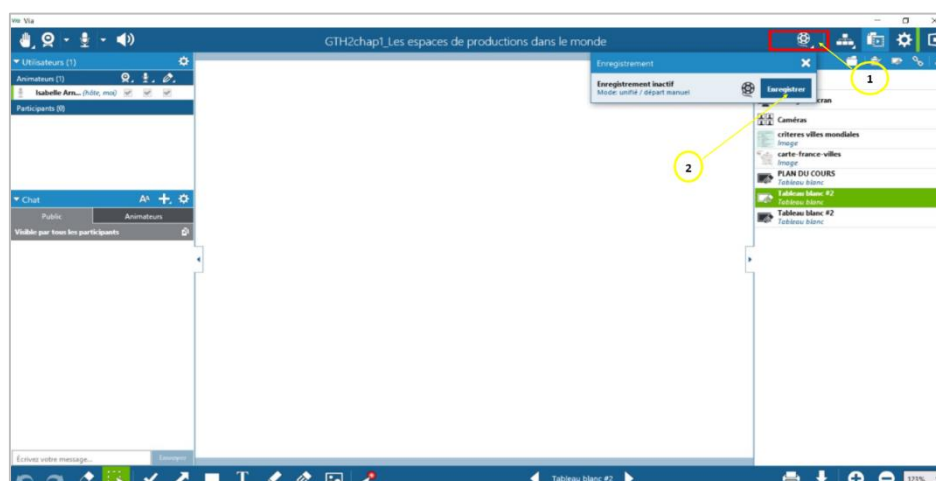 Via
GTH2chap1_Les espaces de productions dans le monde
Utilisateurs (1)
Animateurs (1)
Isabelle Arn... (hôte, moi)
Participants (0)
Chat
Public
Animateurs
Visible par tous les participants
Écrivez votre message...
Envoyer
Enregistrement
Enregistrement inactif
Mode: unifié / départ manuel
Enregistrer
1
2
Caméras
criteres villes mondiales
Image
carte-france-villes
Image
PLAN DU COURS
Tableau blanc
Tableau blanc #2
Tableau blanc
Tableau blanc #2
Tableau blanc
Tableau blanc #2